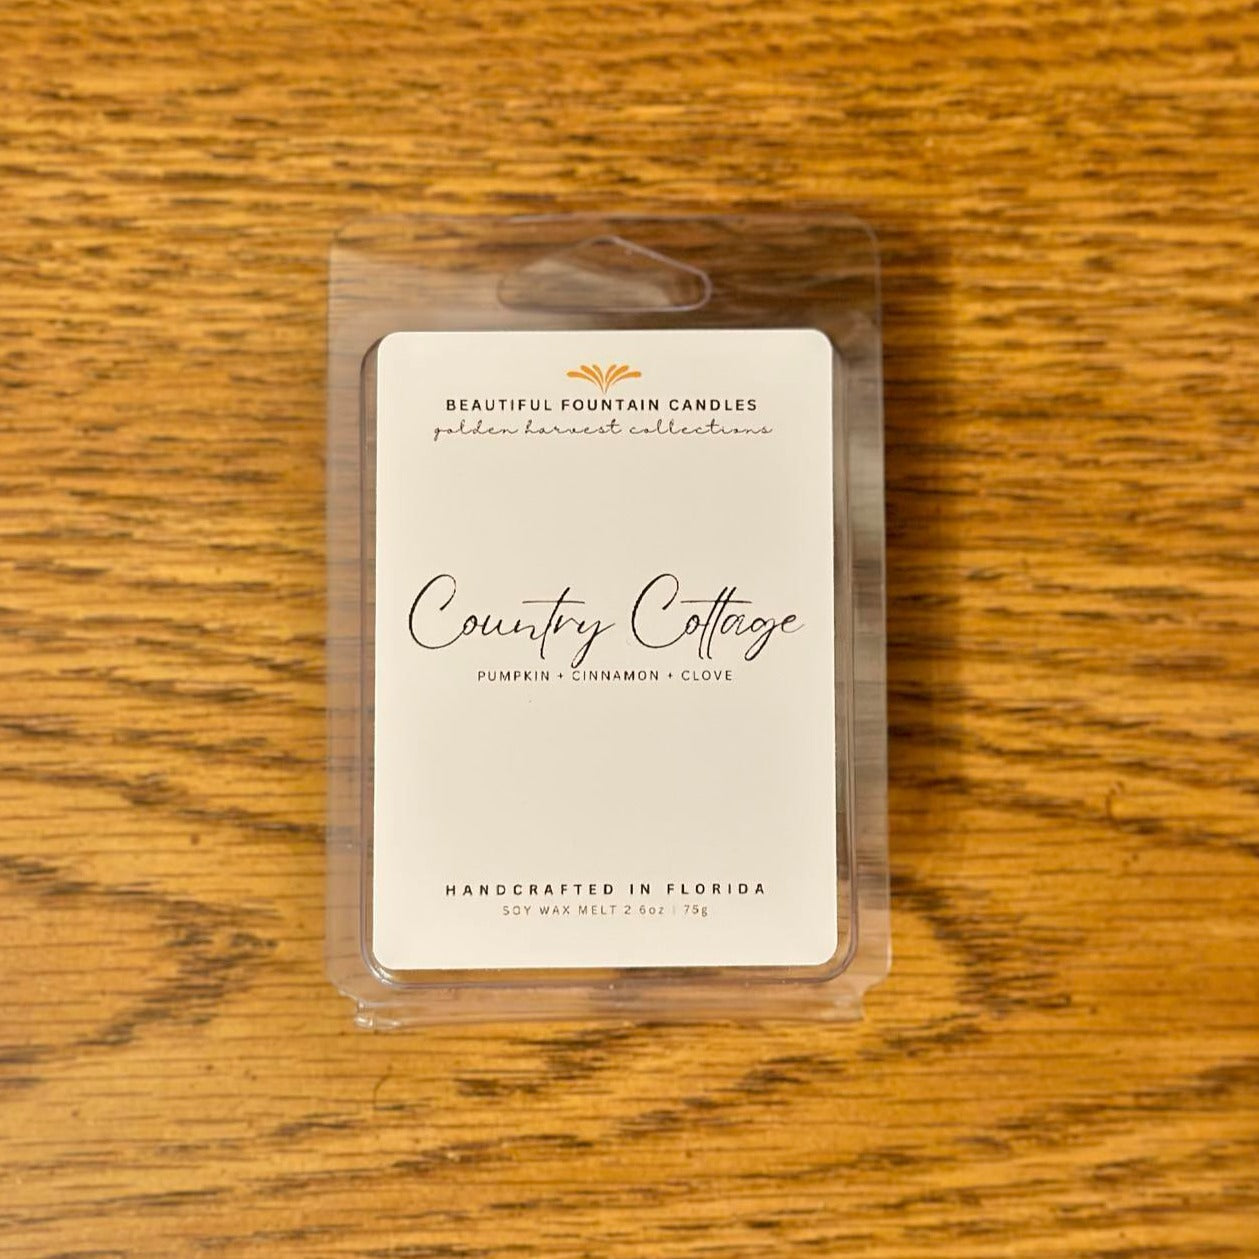 BEAUTIFUL FOUNTAIN CANDLES
golden harvest collections
Country Cottage
PUMPKIN + CINNAMON + CLOVE
HANDCRAFTED IN FLORIDA
SOY WAX MELT 2.6oz | 75g